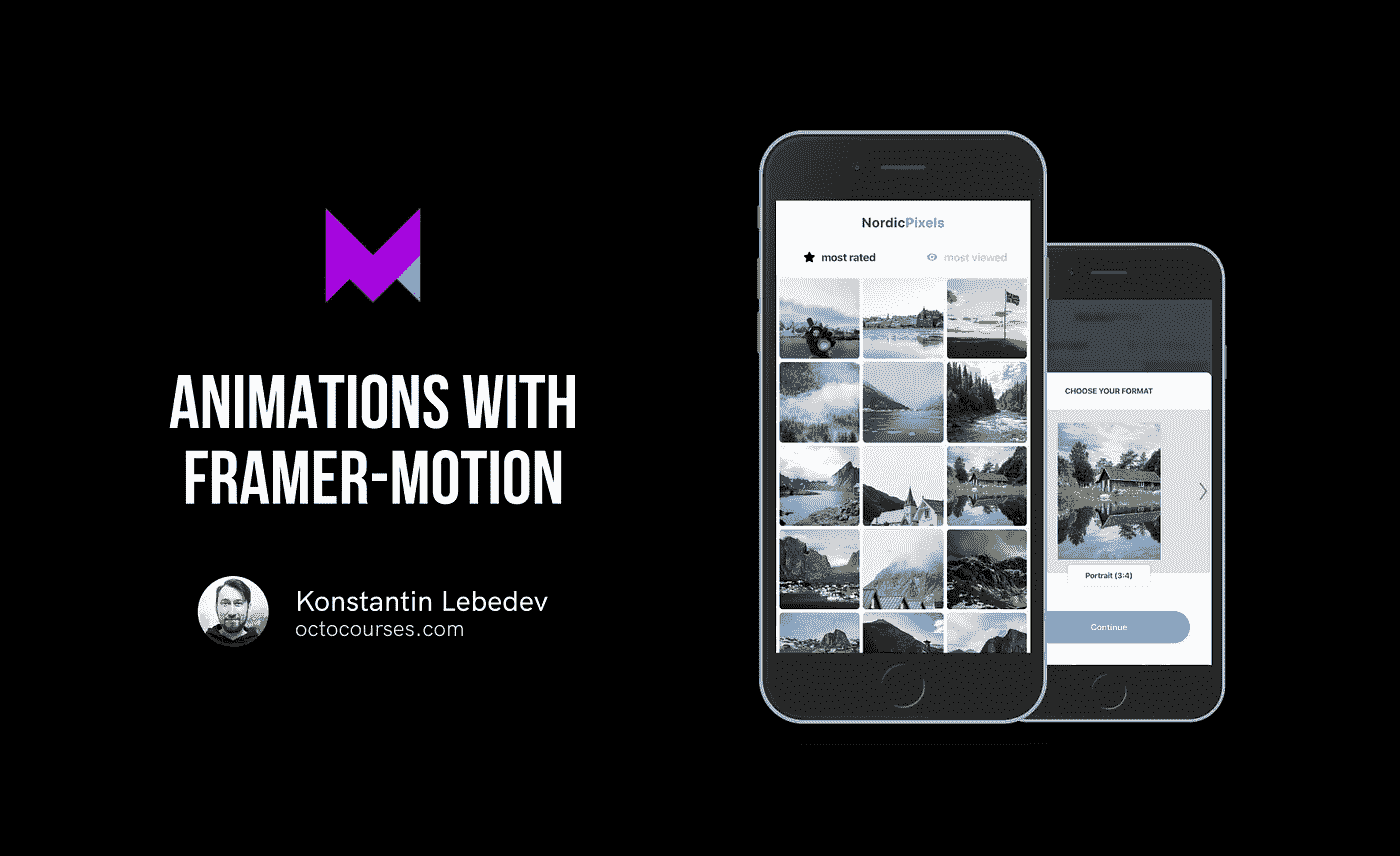 ANIMATIONS WITH
FRAMER-MOTION
Konstantin Lebedev
octocourses.com
NordicPixels
most rated
most viewed
CHOOSE YOUR FORMAT
Portrait (3:4)
Continue